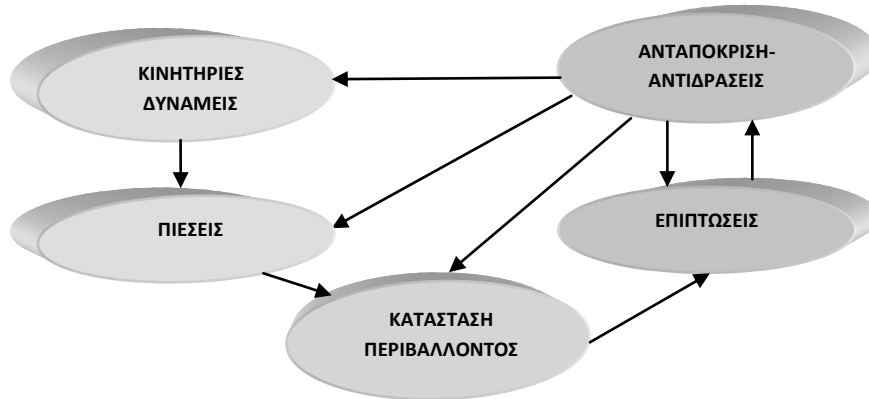 ΚΙΝΗΤΗΡΙΕΣ
ΔΥΝΑΜΕΙΣ
ΑΝΤΑΠΟΚΡΙΣΗ-
ΑΝΤΙΔΡΑΣΕΙΣ
ΠΙΕΣΕΙΣ
ΕΠΙΠΤΩΣΕΙΣ
ΚΑΤΑΣΤΑΣΗ
ΠΕΡΙΒΑΛΛΟΝΤΟΣ